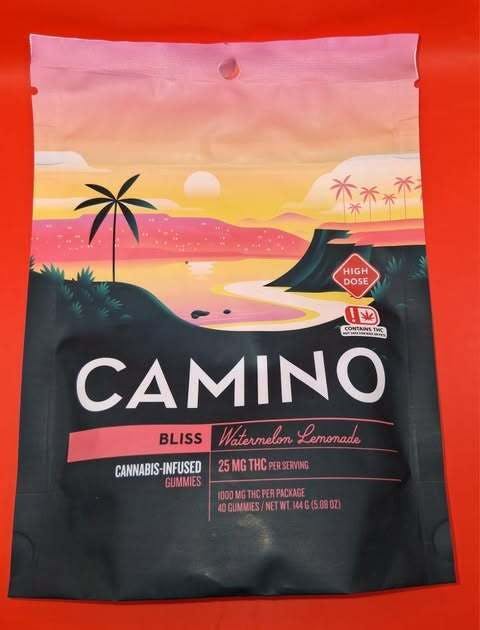 HIGH
DOSE
CONTAINS THC
CAMINO
BLISS Watermelon Lemonade
CANNABIS-INFUSED
GUMMIES
25 MG THC PER SERVING
1000 MG THC PER PACKAGE
40 GUMMIES / NET WT. 144 G (5.08 OZ)